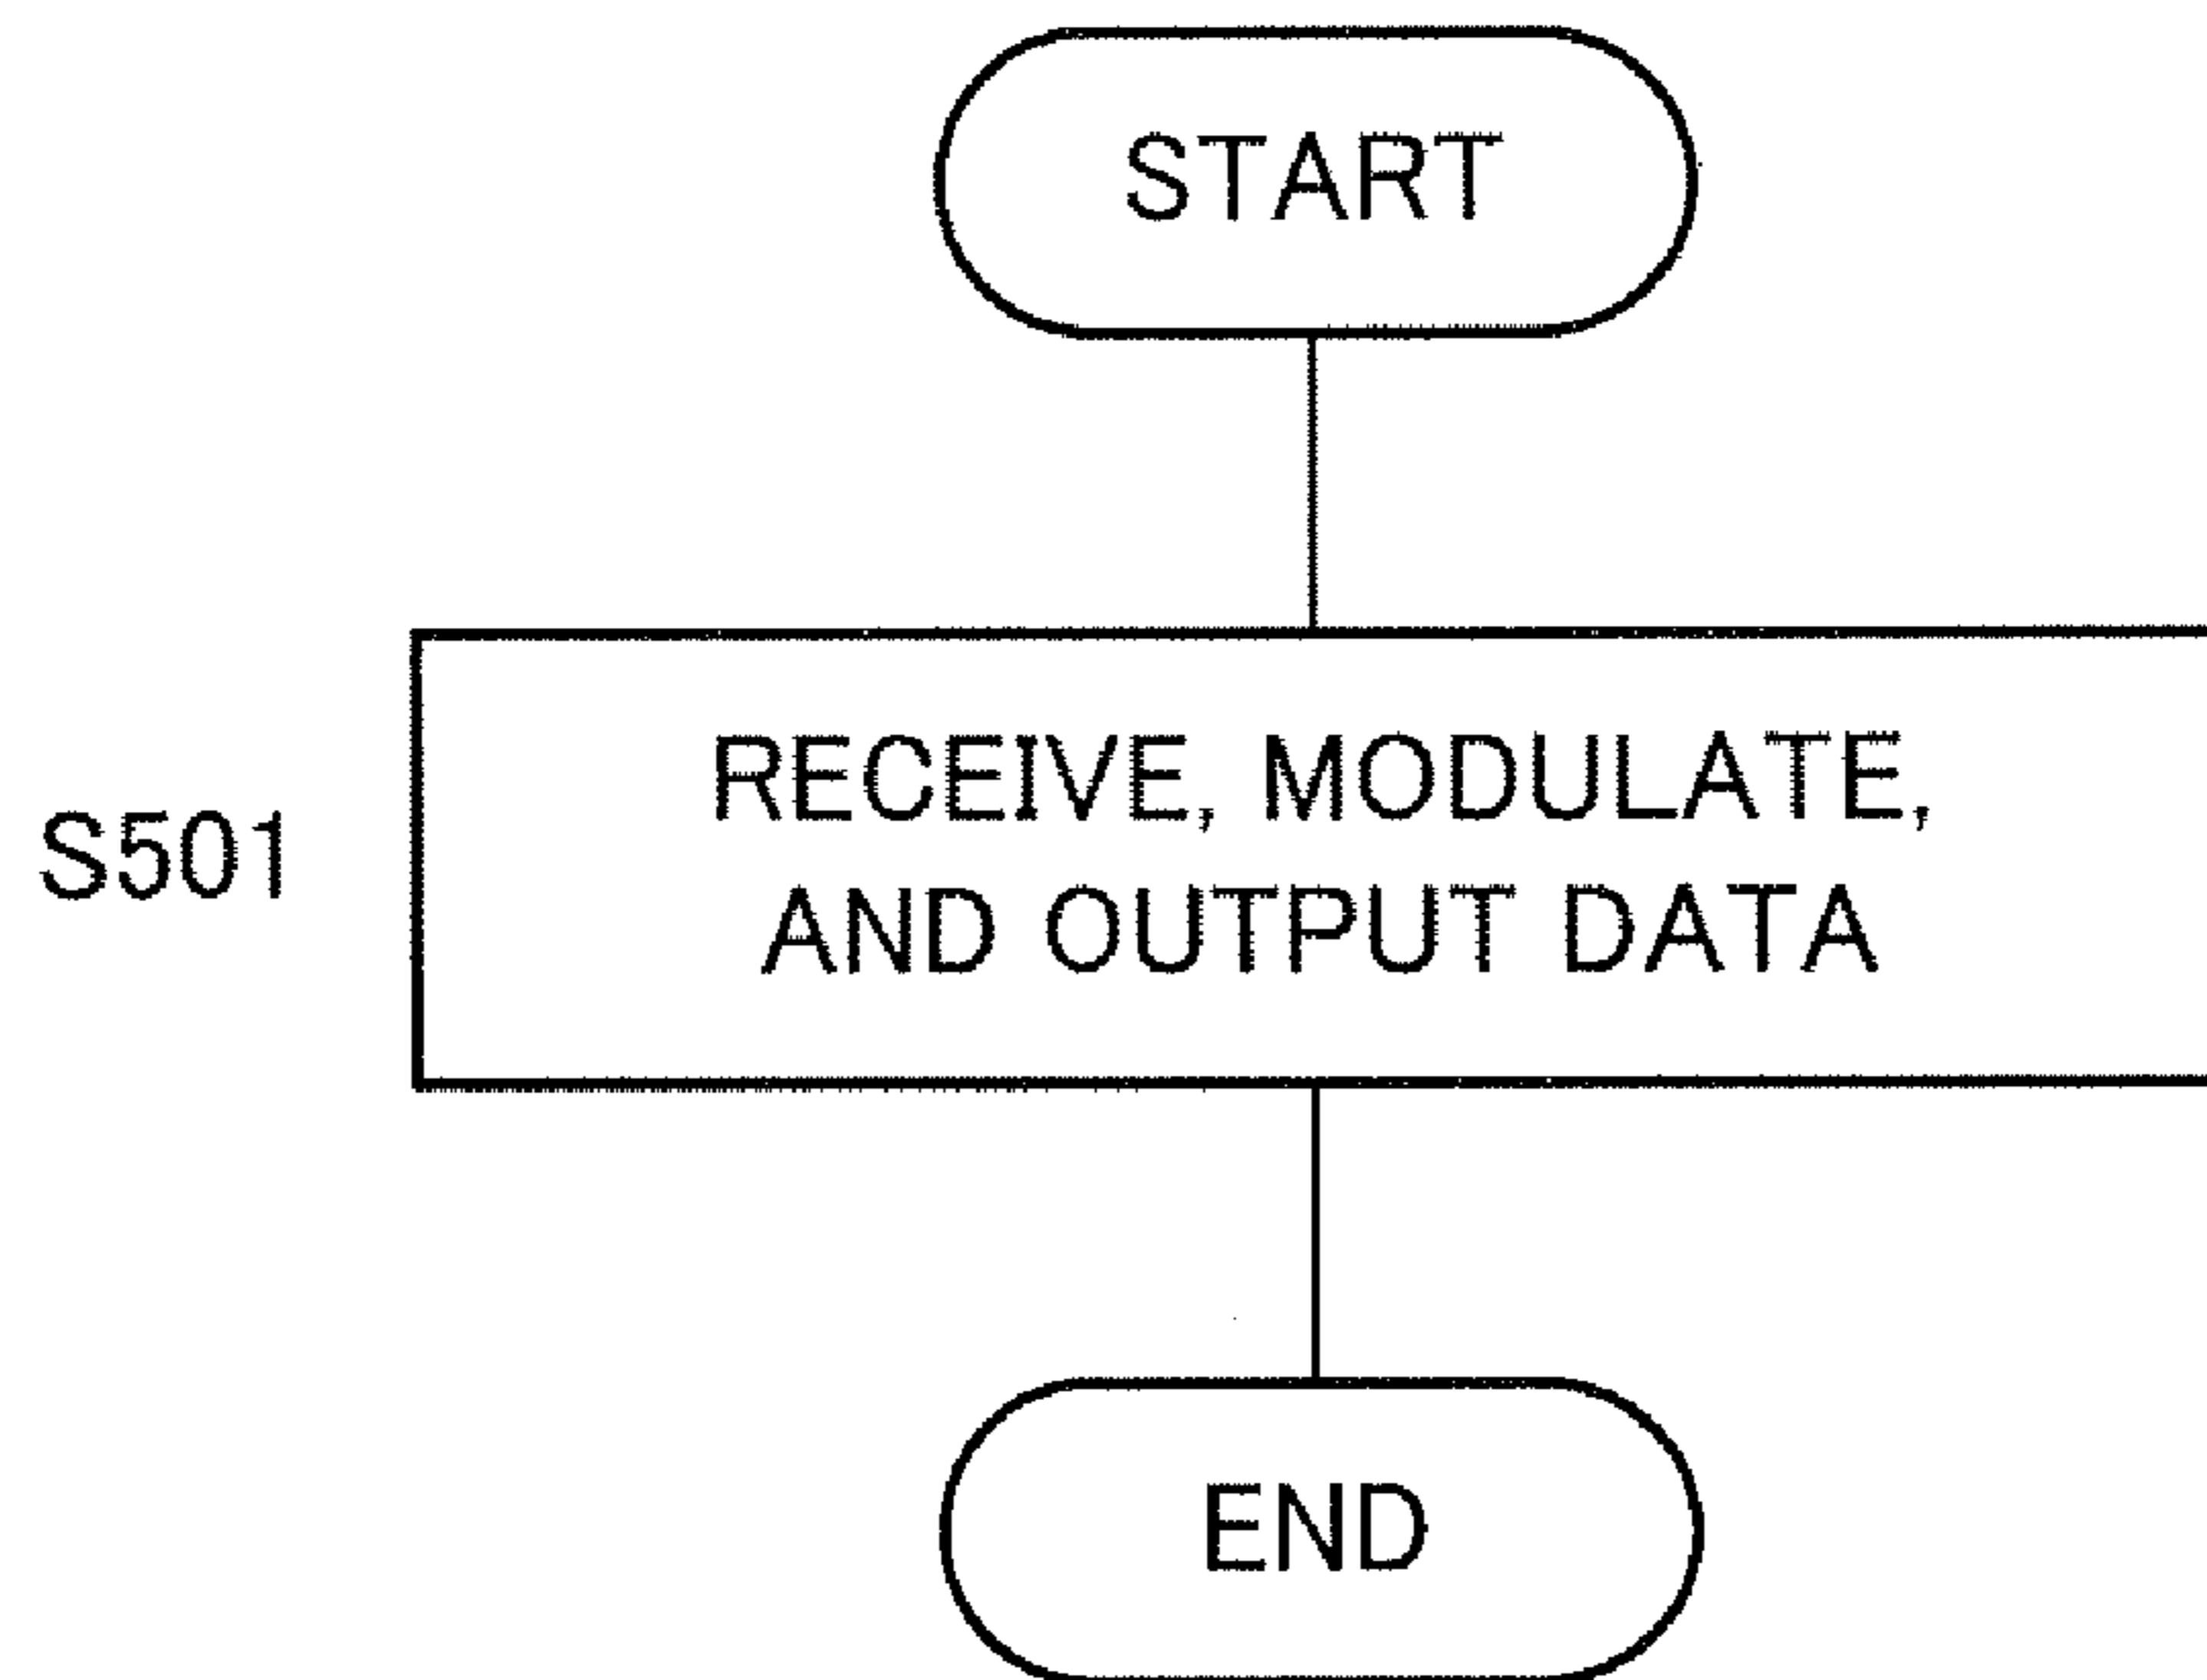 START
S501
RECEIVE, MODULATE,
AND OUTPUT DATA
END